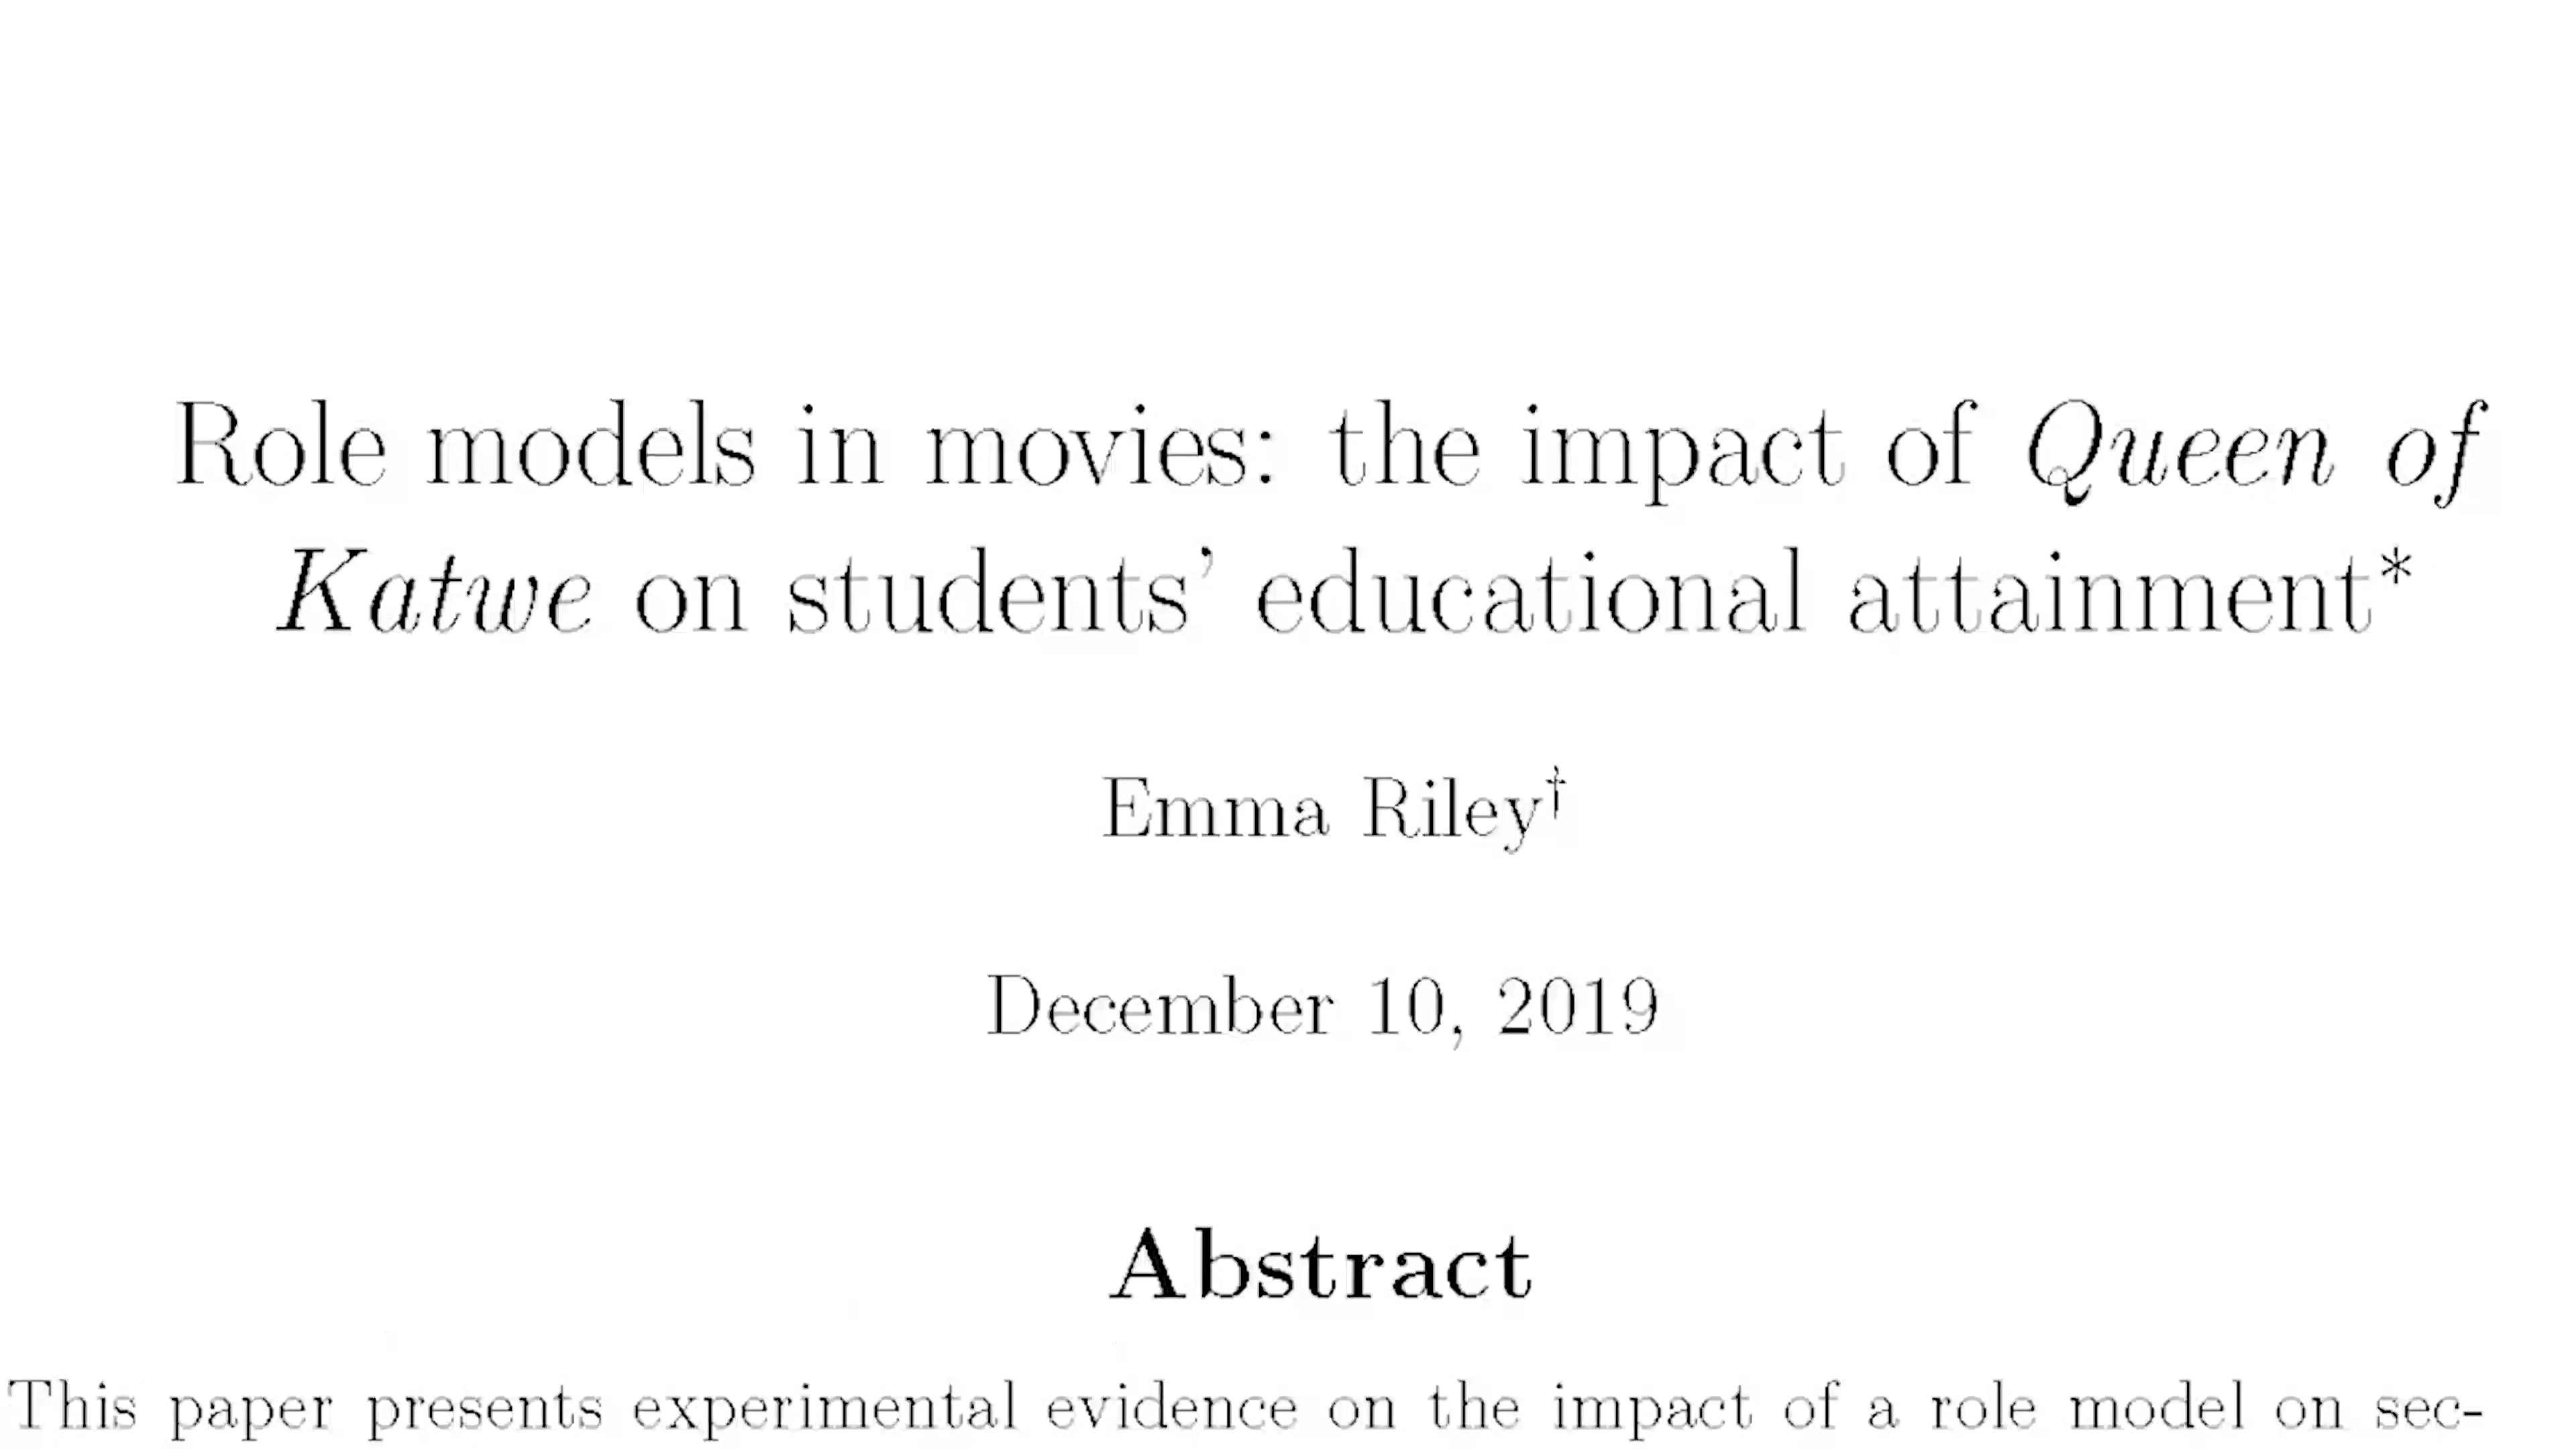 Role models in movies: the impact of Queen of
Katwe on students’ educational attainment*
Emma Riley†
December 10, 2019
Abstract
This paper presents experimental evidence on the impact of a role model on sec-